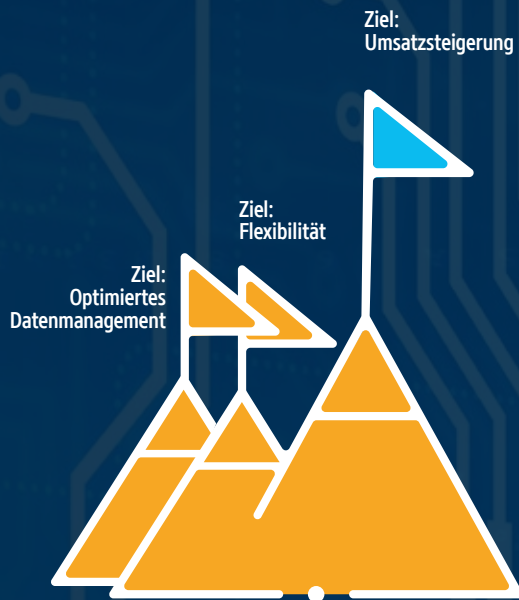 Ziel:
Umsatzsteigerung
Ziel:
Flexibilität
Ziel:
Optimiertes
Datenmanagement